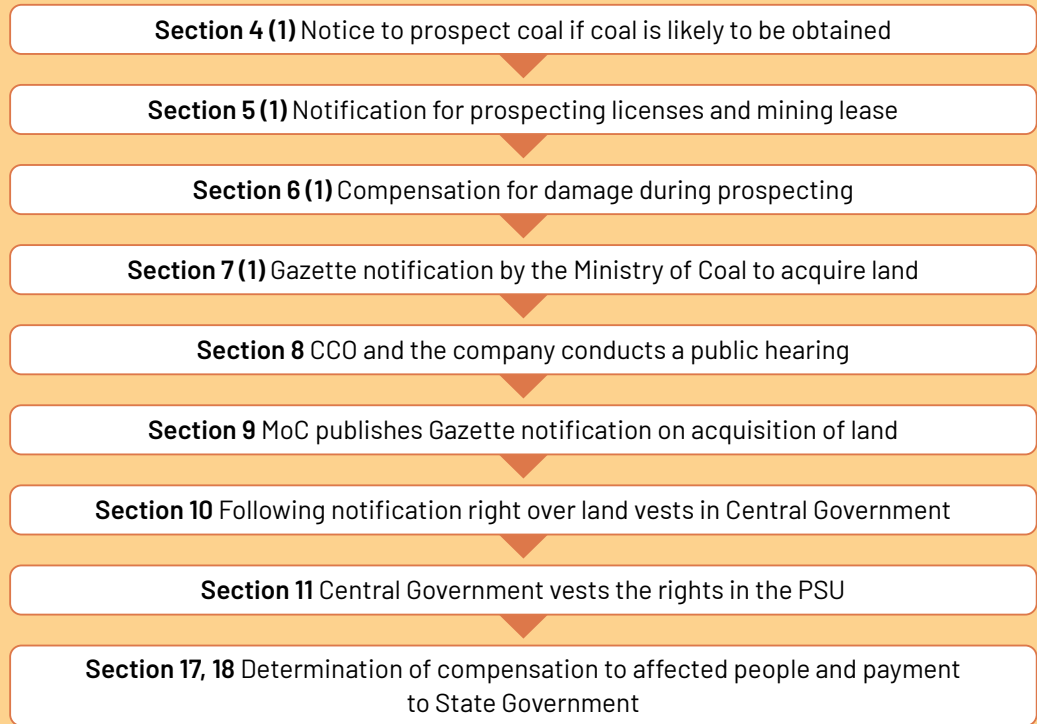 Section 4 (1) Notice to prospect coal if coal is likely to be obtained
Section 5 (1) Notification for prospecting licenses and mining lease
Section 6 (1) Compensation for damage during prospecting
Section 7 (1) Gazette notification by the Ministry of Coal to acquire land
Section 8 CCO and the company conducts a public hearing
Section 9 MoC publishes Gazette notification on acquisition of land
Section 10 Following notification right over land vests in Central Government
Section 11 Central Government vests the rights in the PSU
Section 17, 18 Determination of compensation to affected people and payment
to State Government